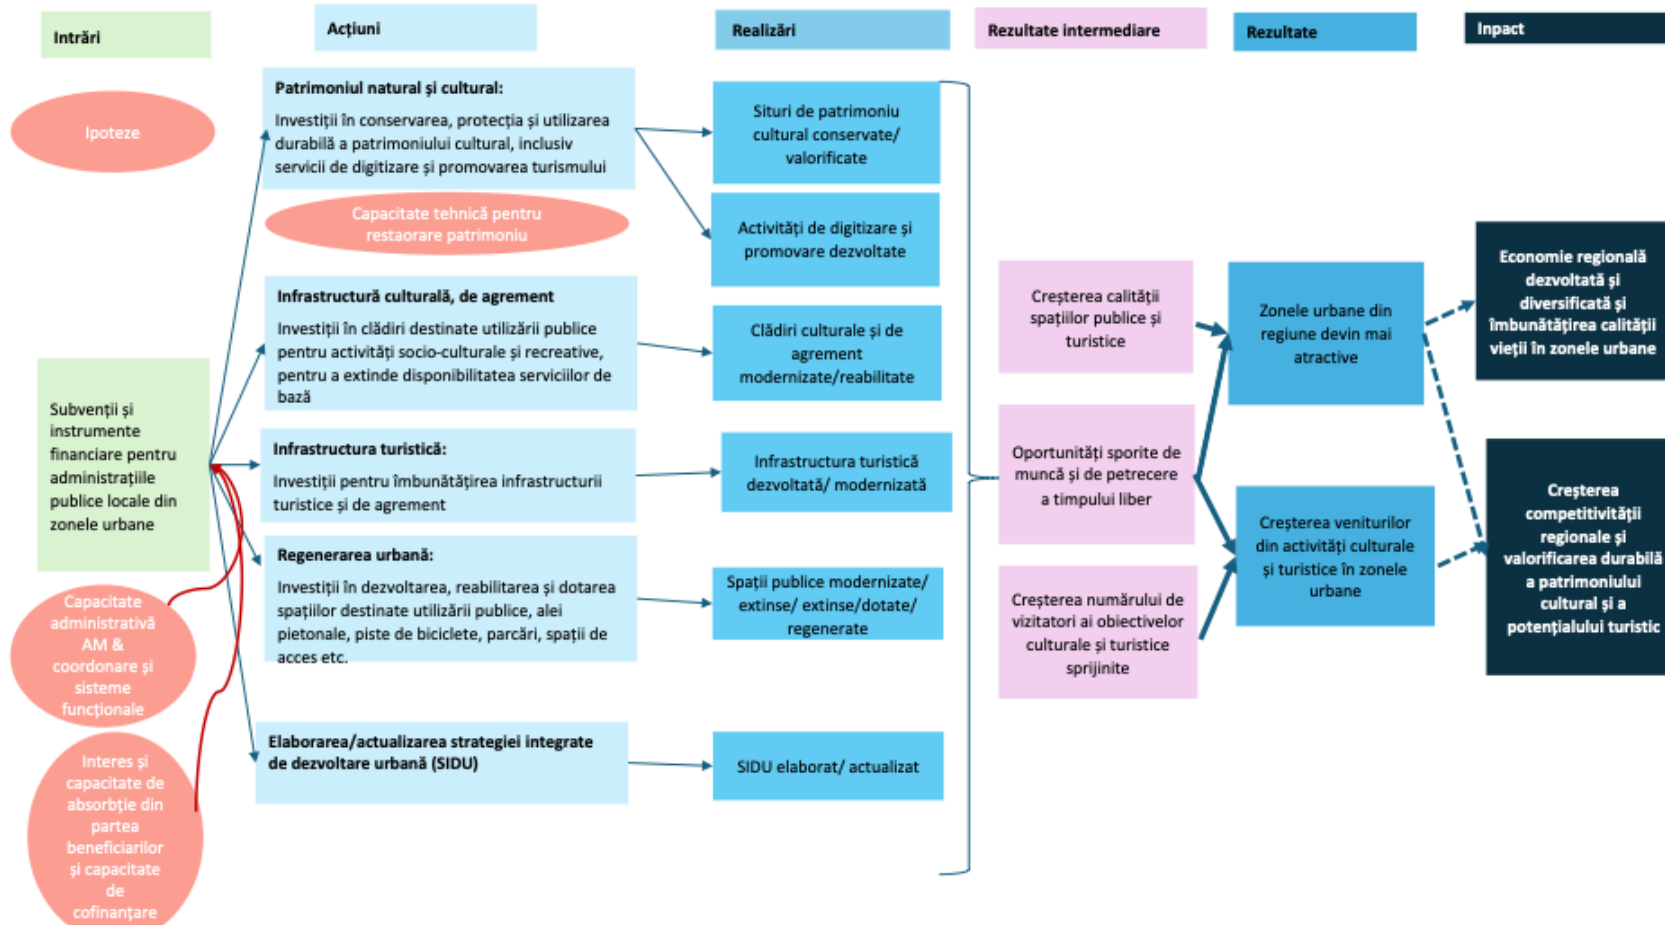 Intrări
Acțiuni
Realizări
Rezultate intermediare
Rezultate
Inpact
Ipoteze
Patrimoniul natural și cultural:
Investiții în conservarea, protecția și utilizarea
durabilă a patrimoniului cultural, inclusiv
servicii de digitizare și promovarea turismului
Capacitate tehnică pentru
restaorare patrimoniu
Infrastructură culturală, de agrement
Investiții în clădiri destinate utilizării publice
pentru activități socio-culturale și recreative,
pentru a extinde disponibilitatea serviciilor de
bază
Infrastructura turistică:
Investiții pentru îmbunătățirea infrastructurii
turistice și de agrement
Regenerarea urbană:
Investiții în dezvoltarea, reabilitarea și dotarea
spațiilor destinate utilizării publice, alei
pietonale, piste de biciclete, parcări, spații de
acces etc.
Elaborarea/actualizarea strategiei integrate
de dezvoltare urbană (SIDU)
Subvenții și
instrumente
financiare pentru
administrațiile
publice locale din
zonele urbane
Capacitate
administrativă
AM &
coordonare și
sisteme
funcționale
Interes și
capacitate de
absorbție din
partea
beneficiarilor
și capacitate
de
cofinanțare
Situri de patrimoniu
cultural conservate/
valorificate
Activități de digitizare și
promovare dezvoltate
Clădiri culturale și de
agrement
modernizate/reabilitate
Infrastructura turistică
dezvoltată/ modernizată
Spații publice modernizate/
extinse/ extinse/dotate/
regenerate
SIDU elaborat/ actualizat
Creșterea calității
spațiilor publice și
turistice
Oportunități sporite de
muncă și de petrecere
a timpului liber
Creșterea numărului de
vizitatori ai obiectivelor
culturale și turistice
sprijinite
Zonele urbane din
regiune devin mai
atractive
Creșterea veniturilor
din activități culturale
și turistice în zonele
urbane
Economie regională
dezvoltată și
diversificată și
îmbunătățirea calității
vieții în zonele urbane
Creșterea
competitivității
regionale și
valorificarea durabilă
a patrimoniului
cultural și a
potențialului turistic